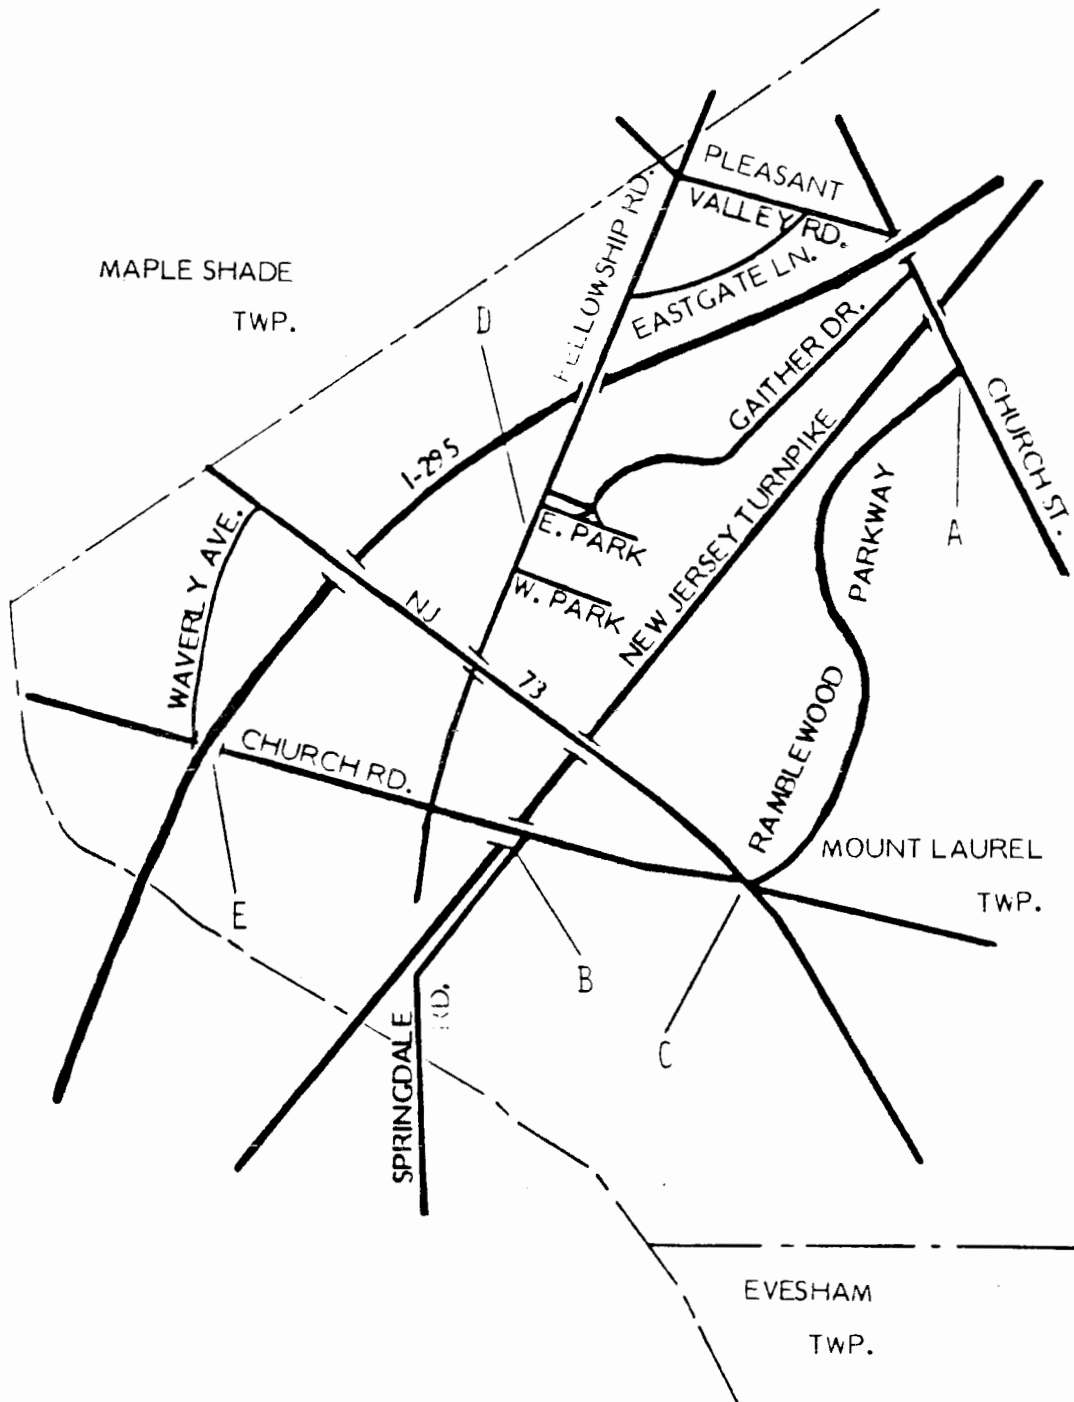 PLEASANT
VALLEY RD.
FELLOWSHIP RD.
MAPLE SHADE
TWP.
EASTGATE LN.
D
GAITHER DR.
CHURCH ST.
I-295
NEW JERSEY TURNPIKE
WAVERLY AVE.
E. PARK
A
PARKWAY
W. PARK
NJ
73
RAMBLEWOOD
CHURCH RD.
MOUNT LAUREL
TWP.
E
B
C
SPRINGDALE
RD.
EVESHAM
TWP.